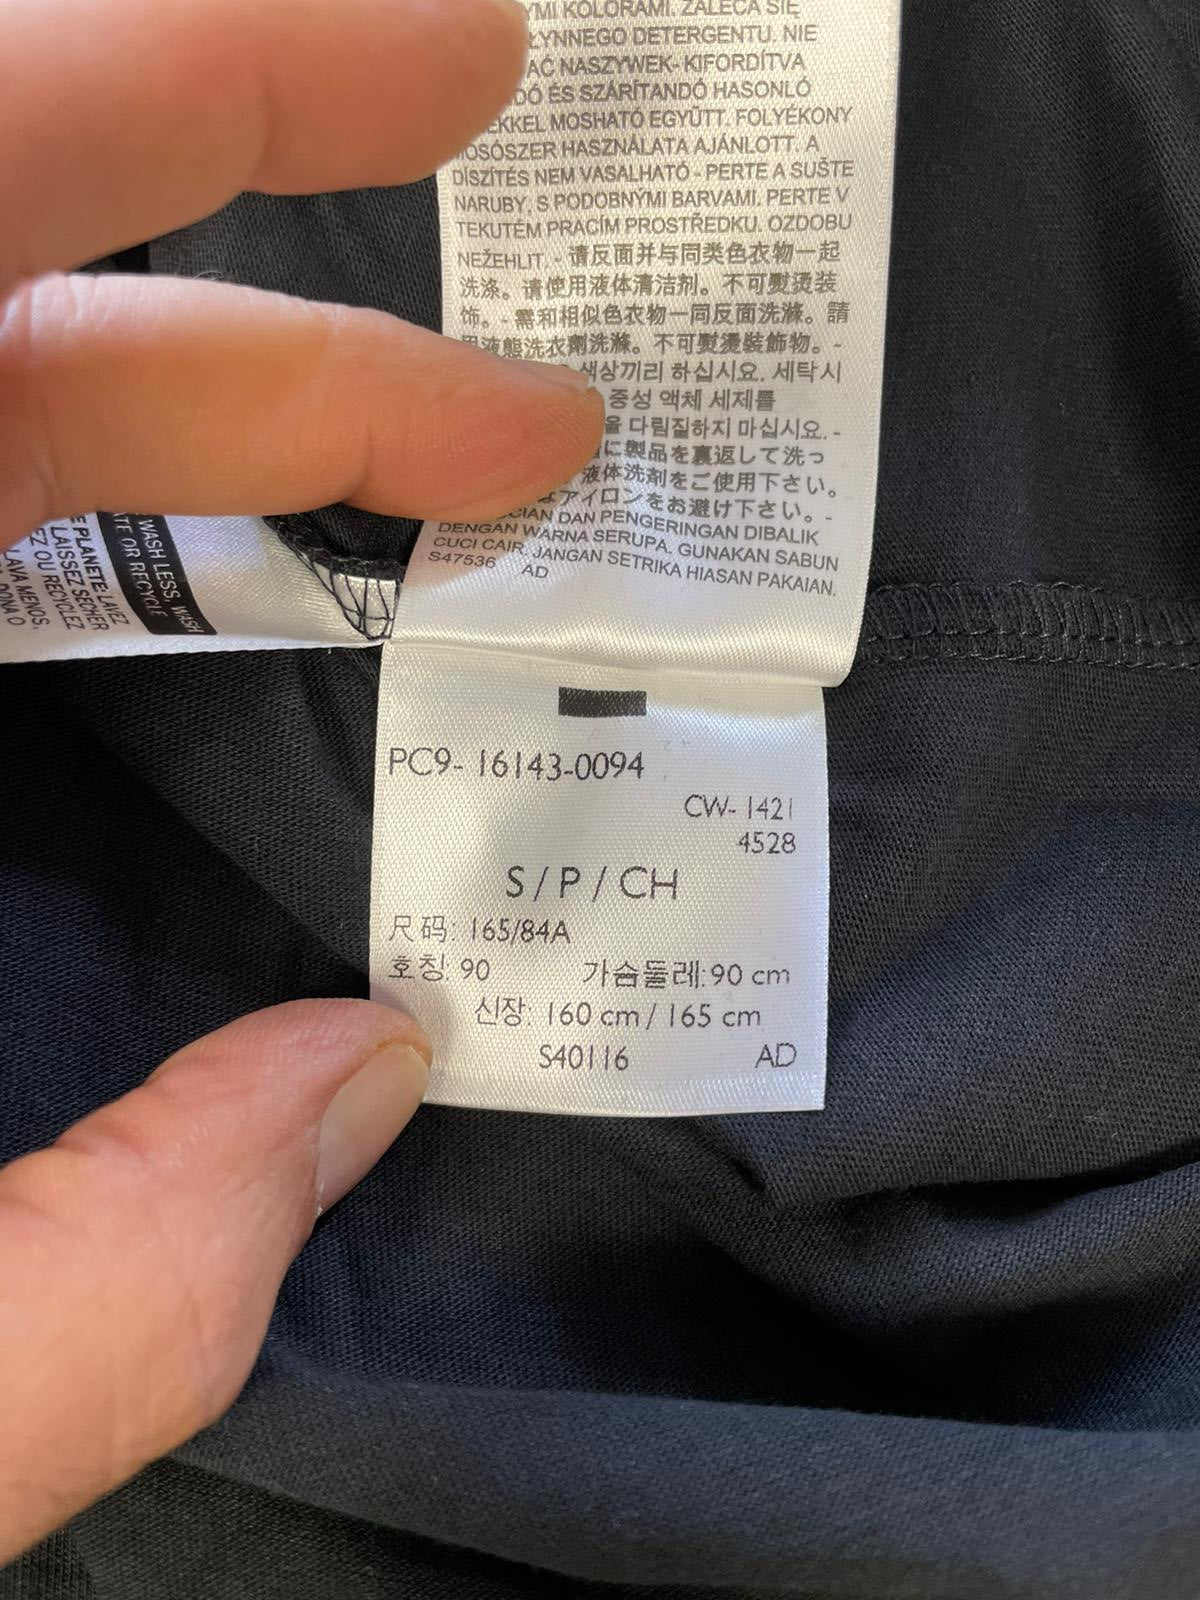 KOLORAMI. ZALECA SIĘ
DETERGENTU. NIE
NASZYWEK- KIFORDÍTVA
ÉS SZÁRÍTANDÓ HASONLÓ
MOSHATÓ EGYÜTT. FOLYÉKONY
MOSÓSZER HASZNÁLATA AJÁNLOTT. A
DÍSZÍTÉS NEM VASALHATÓ - PERTE A SUŠTE
NARUBY, S PODOBNÝMI BARVAMI. PERTE V
TEKUTÉM PRACÍM PROSTŘEDKU. OZDOBU
NEŽEHLIT. - 请反面并与同类色衣物一起
洗涤。请使用液体清洁剂。不可熨烫装
饰。- 需和相似色衣物一同反面洗滌。請
用液態洗衣劑洗滌。不可熨燙裝飾物。-
색상끼리 하십시요. 세탁시
중성 액체 세제를
을 다림질하지 마십시요. -
に製品を裏返して洗っ
液体洗剤をご使用下さい。
アイロンをお避け下さい。-
DAN PENGERINGAN DIBALIK
DENGAN WARNA SERUPA. GUNAKAN SABUN
CUCI CAIR. JANGAN SETRIKA HIASAN PAKAIAN.
S47536 AD
WASH LESS, WASH
OR RECYCLE
PLANETE: LAVEZ
LAISSEZ SÉCHER
OU RECYCLEZ
LAVA MENOS,
DONA O
PC9- 16143-0094
CW- 1421
4528
S / P / CH
尺码: 165/84A
호칭: 90 가슴둘레: 90 cm
신장: 160 cm / 165 cm
S40116 AD